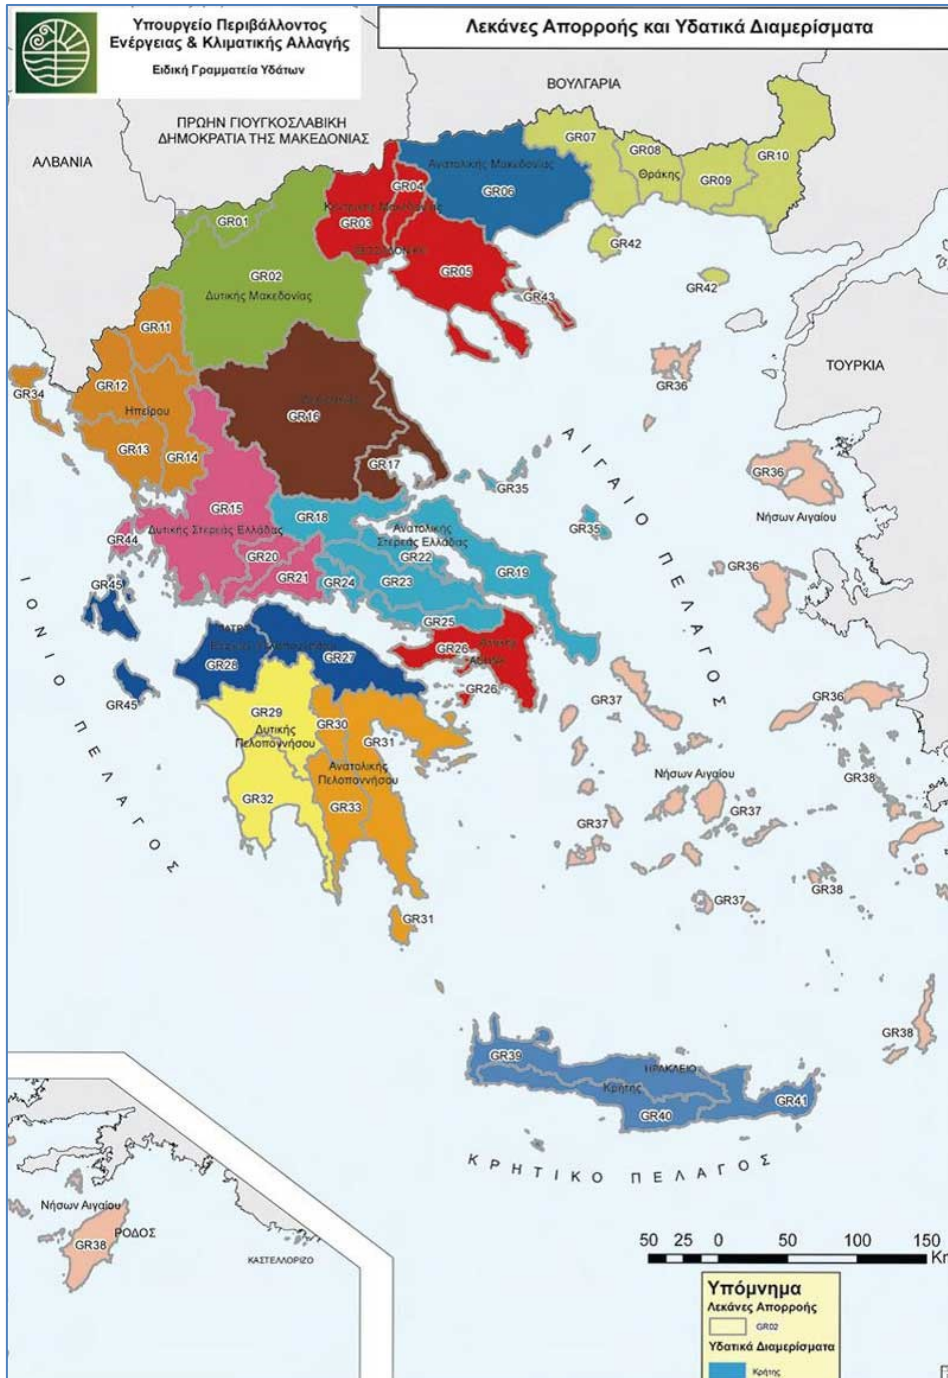 Υπουργείο Περιβάλλοντος
Ενέργειας & Κλιματικής Αλλαγής
Ειδική Γραμματεία Υδάτων
Λεκάνες Απορροής και Υδατικά Διαμερίσματα
ΒΟΥΛΓΑΡΙΑ
ΠΡΩΗΝ ΓΙΟΥΓΚΟΣΛΑΒΙΚΗ
ΔΗΜΟΚΡΑΤΙΑ ΤΗΣ ΜΑΚΕΔΟΝΙΑΣ
ΑΛΒΑΝΙΑ
GR07
GR08
GR10
Ανατολικής Μακεδονίας
GR04
GR06
Θράκης
GR09
GR01
GR03
GR42
GR02
GR05
GR42
Δυτικής Μακεδονίας
GR43
GR11
ΤΟΥΡΚΙΑ
GR12
GR36
GR34
Ηπείρου
GR16
GR13
GR14
GR17
ΑΙΓΑΙΟ ΠΕΛΑΓΟΣ
GR36
GR35
GR15
GR18
Νήσων Αιγαίου
Δυτικής Στερεάς Ελλάδας
Ανατολικής
Στερεάς Ελλάδας
GR35
GR44
GR20
GR22
GR36
GR21
GR24
GR23
GR19
ΙΟΝΙΟ ΠΕΛΑΓΟΣ
GR45
GR25
GR26
GR28
GR27
GR26
GR45
GR37
GR36
GR29
GR30
GR31
Δυτικής
Πελοποννήσου
Ανατολικής
Πελοποννήσου
Νήσων Αιγαίου
GR38
GR32
GR33
GR37
GR37
GR38
GR37
GR31
GR38
GR39
ΗΡΑΚΛΕΙΟ
Κρήτης
GR40
GR41
ΚΡΗΤΙΚΟ ΠΕΛΑΓΟΣ
Νήσων Αιγαίου
ΡΟΔΟΣ
GR38
ΚΑΣΤΕΛΛΟΡΙΖΟ
50 25 0 50 100 150
Υπόμνημα
Λεκάνες Απορροής
GR02
Υδατικά Διαμερίσματα
Κρήτης